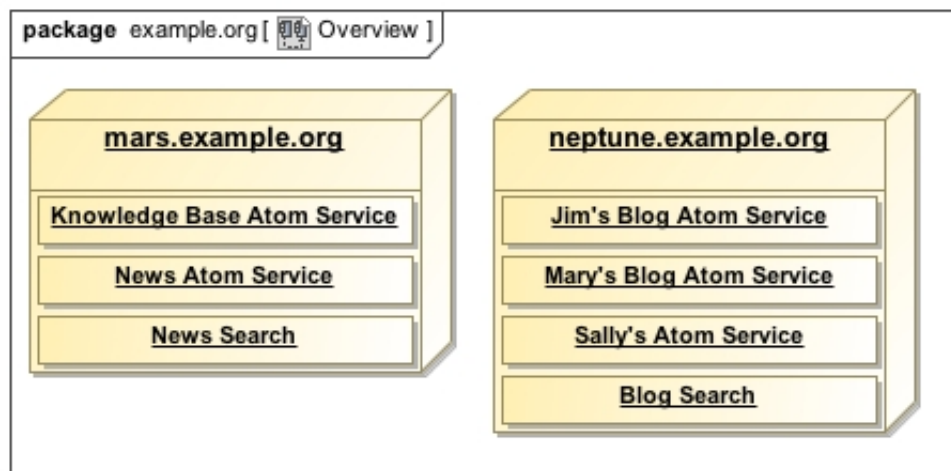 package example.org [ Overview ]
mars.example.org
Knowledge Base Atom Service
News Atom Service
News Search
neptune.example.org
Jim's Blog Atom Service
Mary's Blog Atom Service
Sally's Atom Service
Blog Search